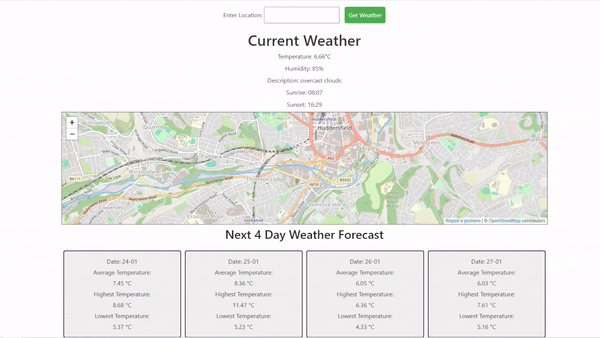 Enter Location: Get Weather
Current Weather
Temperature: 6.66°C
Humidity: 85%
Description: overcast clouds
Sunrise: 08:07
Sunset: 16:29
+
−
Huddersfield
Report a problem | © OpenStreetMap contributors
Next 4 Day Weather Forecast
Date: 24-01
Average Temperature:
7.45 °C
Highest Temperature:
8.68 °C
Lowest Temperature:
5.37 °C
Date: 25-01
Average Temperature:
8.36 °C
Highest Temperature:
11.47 °C
Lowest Temperature:
5.23 °C
Date: 26-01
Average Temperature:
6.05 °C
Highest Temperature:
6.36 °C
Lowest Temperature:
4.33 °C
Date: 27-01
Average Temperature:
6.03 °C
Highest Temperature:
7.61 °C
Lowest Temperature:
5.16 °C